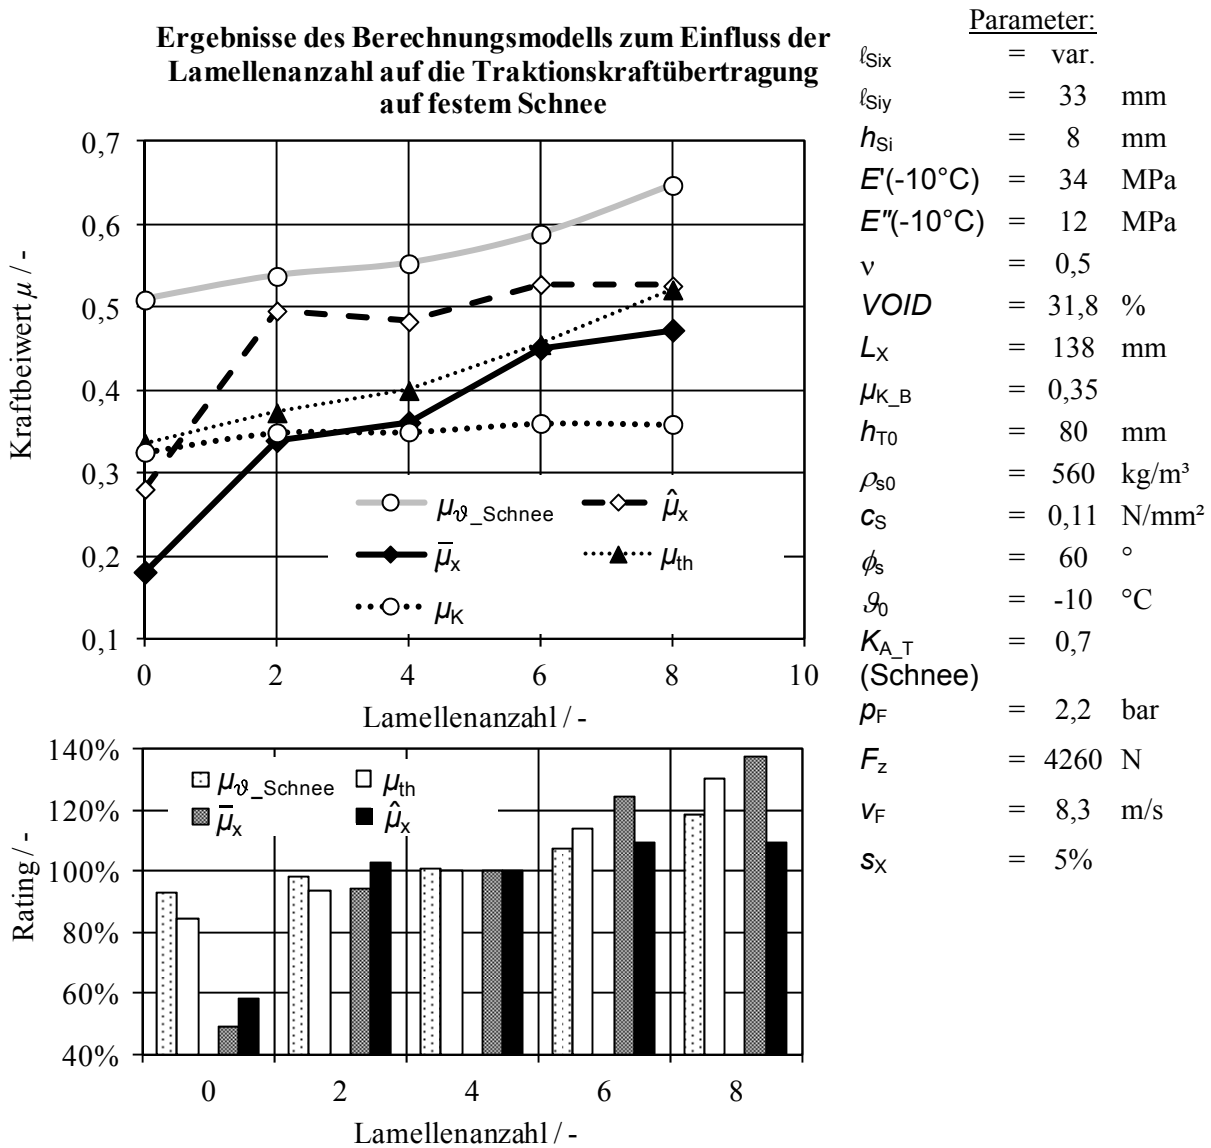 Ergebnisse des Berechnungsmodells zum Einfluss der
Lamellenanzahl auf die Traktionskraftübertragung
auf festem Schnee
Kraftbeiwert μ / -
0,7
0,6
0,5
0,4
0,3
0,2
0,1
μϑ_Schnee
μ̂x
μ̄x
μth
μK
0 2 4 6 8 10
Lamellenanzahl / -
Rating / -
140%
120%
100%
80%
60%
40%
μϑ_Schnee
μth
μ̄x
μ̂x
0 2 4 6 8
Lamellenanzahl / -
Parameter:
ℓSix = var.
ℓSiy = 33 mm
hSi = 8 mm
E'(-10°C) = 34 MPa
E"(-10°C) = 12 MPa
ν = 0,5
VOID = 31,8 %
LX = 138 mm
μK_B = 0,35
hT0 = 80 mm
ρs0 = 560 kg/m³
cS = 0,11 N/mm²
ϕs = 60 °
ϑ0 = -10 °C
KA_T = 0,7
(Schnee)
pF = 2,2 bar
Fz = 4260 N
vF = 8,3 m/s
sX = 5%